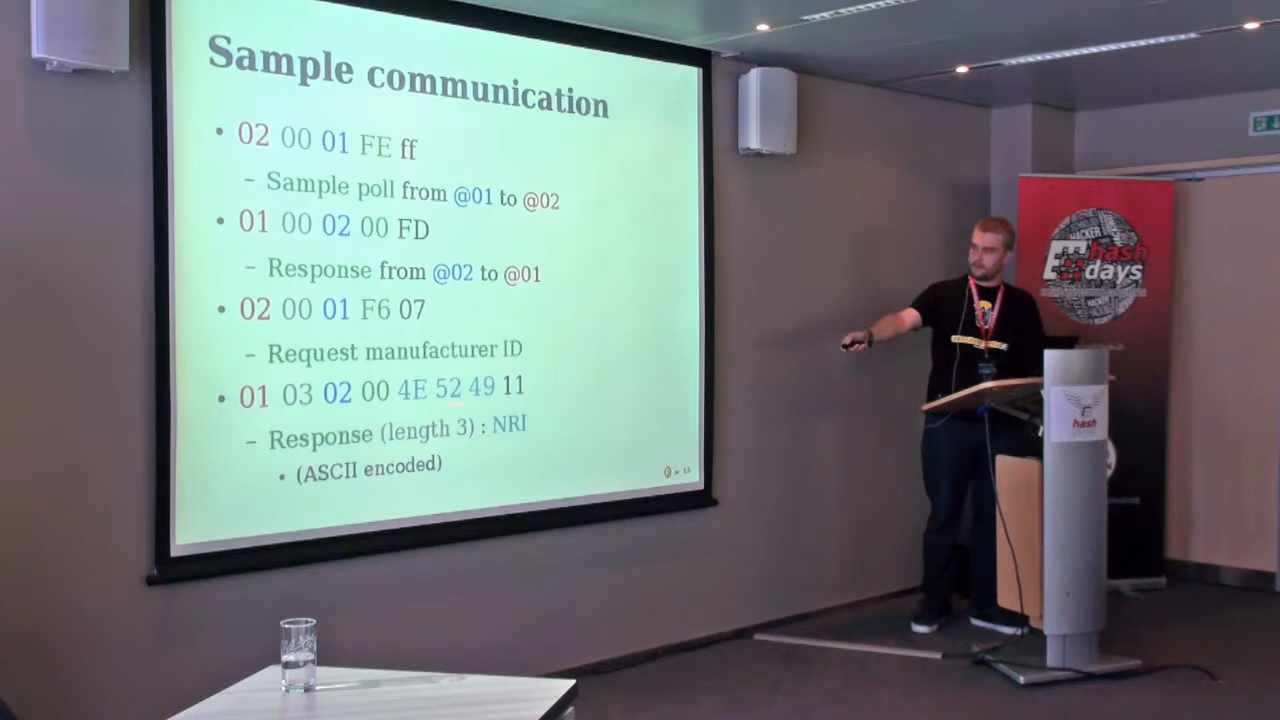 Sample communication
• 02 00 01 FE ff
– Sample poll from @01 to @02
• 01 00 02 00 FD
– Response from @02 to @01
• 02 00 01 F6 07
– Request manufacturer ID
• 01 03 02 00 4E 52 49 11
– Response (length 3) : NRI
• (ASCII encoded)
13
HACKER
hash
days
hash